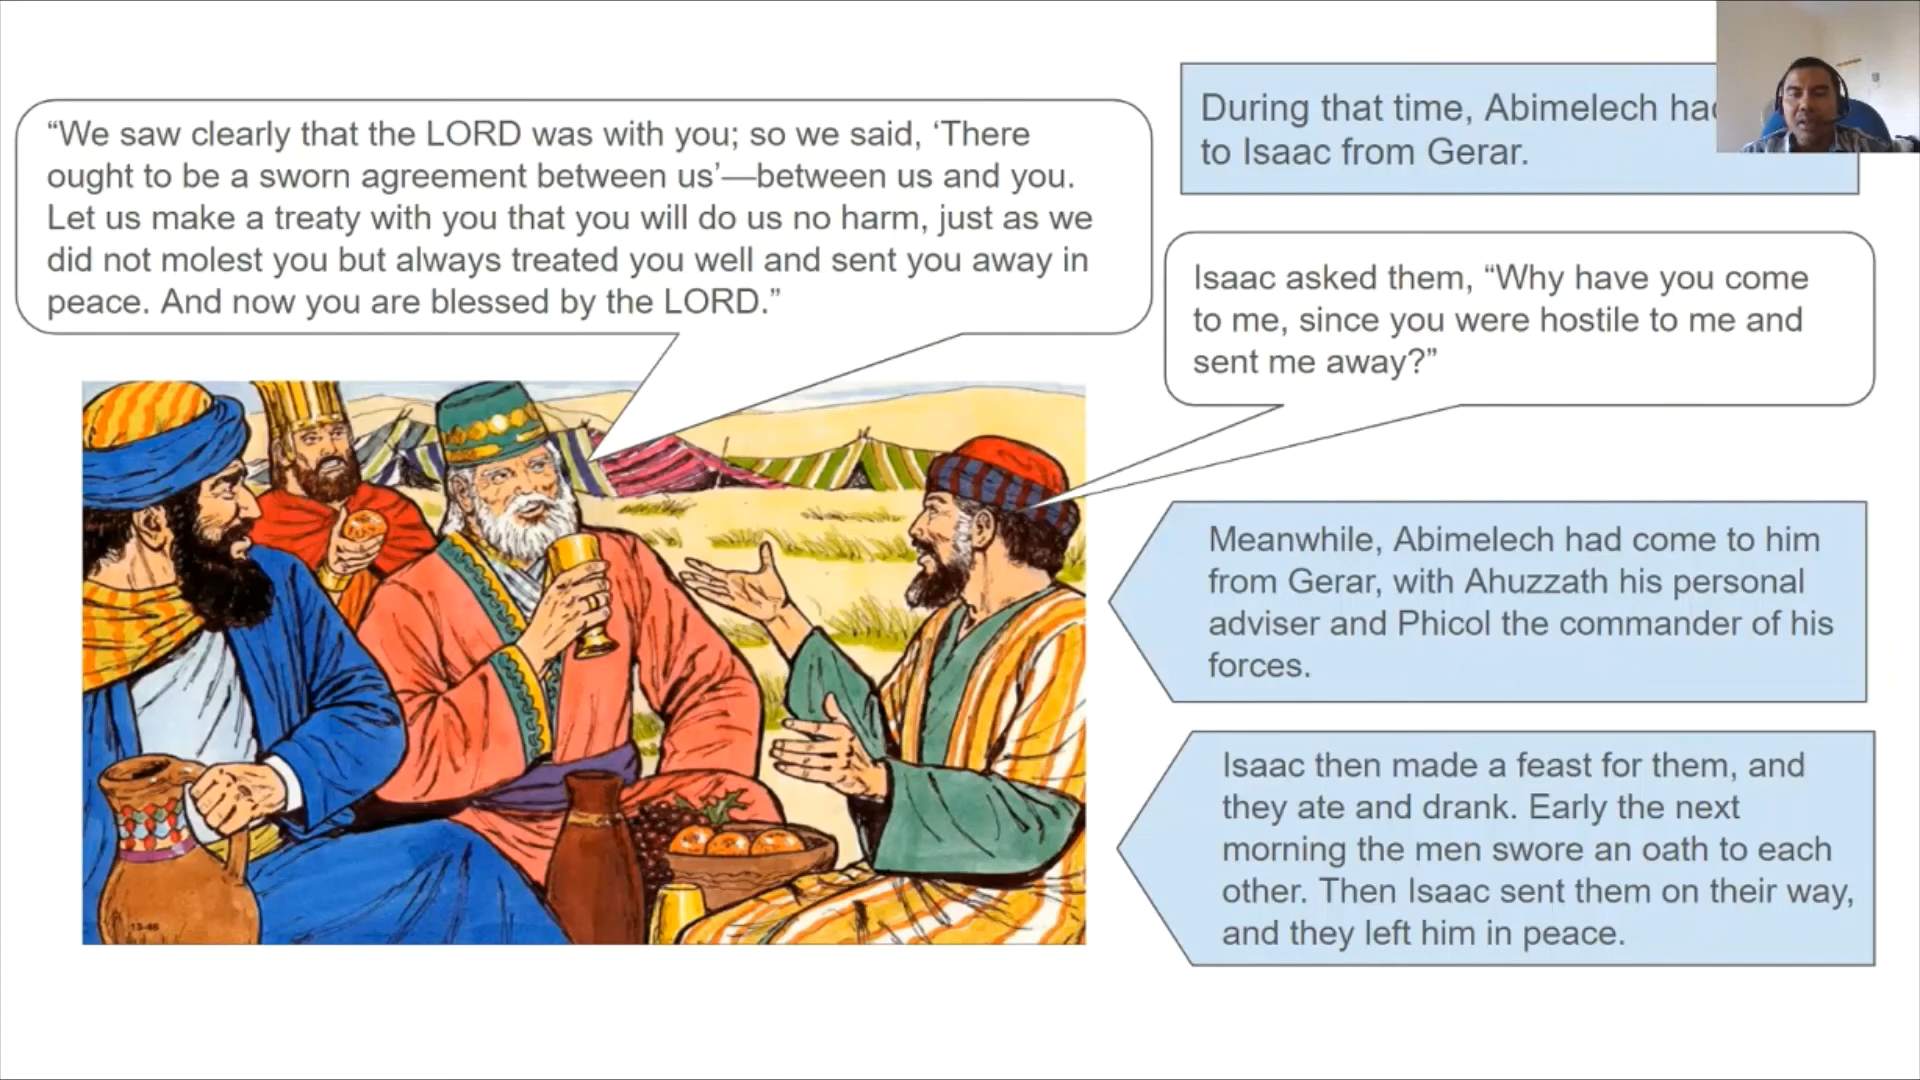 “We saw clearly that the LORD was with you; so we said, ‘There
ought to be a sworn agreement between us’—between us and you.
Let us make a treaty with you that you will do us no harm, just as we
did not molest you but always treated you well and sent you away in
peace. And now you are blessed by the LORD.”
During that time, Abimelech had
to Isaac from Gerar.
Isaac asked them, “Why have you come
to me, since you were hostile to me and
sent me away?”
Meanwhile, Abimelech had come to him
from Gerar, with Ahuzzath his personal
adviser and Phicol the commander of his
forces.
Isaac then made a feast for them, and
they ate and drank. Early the next
morning the men swore an oath to each
other. Then Isaac sent them on their way,
and they left him in peace.